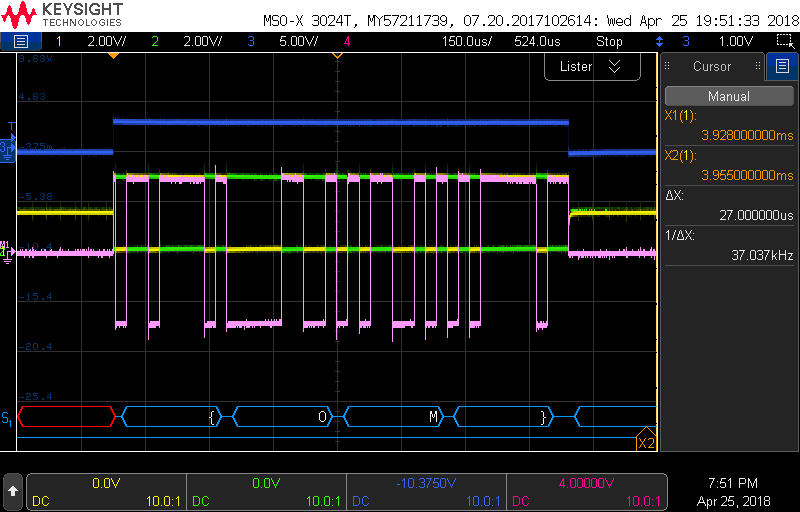 KEYSIGHT
TECHNOLOGIES
MSO-X 3024T, MY57211739, 07.20.2017102614: Wed Apr 25 19:51:33 2018
1 2.00V/ 2 2.00V/ 3 5.00V/ 4 150.0us/ 524.0us Stop 3 1.00V
9.63V
Lister
Cursor
4.63
Manual
X1(1):
3.928000000ms
X2(1):
3.955000000ms
ΔX:
27.000000us
1/ΔX:
37.037kHz
-5.38
-10.4
-15.4
-20.4
-25.4
S1 { O M }
X2
0.0V 0.0V -10.3750V 4.00000V
DC 10.0:1 DC 10.0:1 DC 10.0:1 DC 10.0:1
7:51 PM
Apr 25, 2018